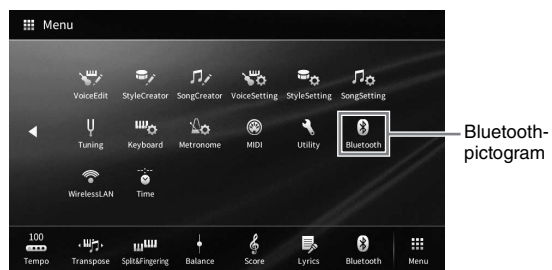 Menu
VoiceEdit StyleCreator SongCreator VoiceSetting StyleSetting SongSetting
Tuning Keyboard Metronome MIDI Utility Bluetooth
WirelessLAN Time
Bluetooth-
pictogram
100
Tempo Transpose Split&Fingering Balance Score Lyrics Bluetooth Menu